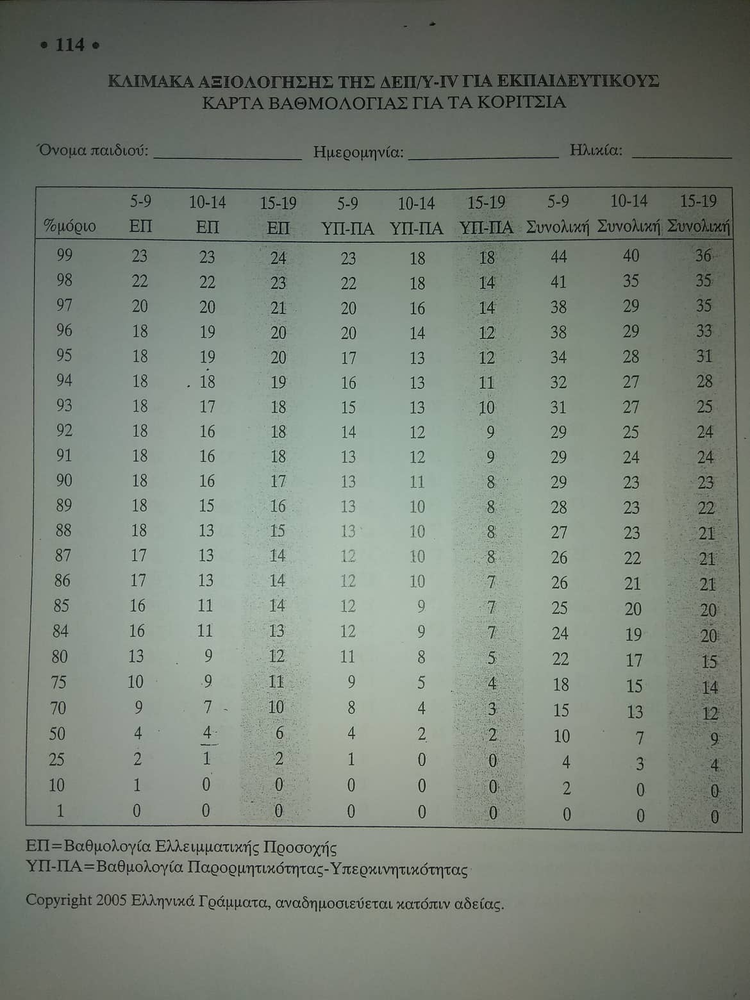 • 114 •
ΚΛΙΜΑΚΑ ΑΞΙΟΛΟΓΗΣΗΣ ΤΗΣ ΔΕΠ/Υ-IV ΓΙΑ ΕΚΠΑΙΔΕΥΤΙΚΟΥΣ
ΚΑΡΤΑ ΒΑΘΜΟΛΟΓΙΑΣ ΓΙΑ ΤΑ ΚΟΡΙΤΣΙΑ
Όνομα παιδιού: Ημερομηνία: Ηλικία:
5-9 10-14 15-19 5-9 10-14 15-19 5-9 10-14 15-19
%μόριο ΕΠ ΕΠ ΕΠ ΥΠ-ΠΑ ΥΠ-ΠΑ ΥΠ-ΠΑ Συνολική Συνολική Συνολική
99 23 23 24 23 18 18 44 40 36
98 22 22 23 22 18 14 41 35 35
97 20 20 21 20 16 14 38 29 35
96 18 19 20 20 14 12 38 29 33
95 18 19 20 17 13 12 34 28 31
94 18 18 19 16 13 11 32 27 28
93 18 17 18 15 13 10 31 27 25
92 18 16 18 14 12 9 29 25 24
91 18 16 18 13 12 9 29 24 24
90 18 16 17 13 11 8 29 23 23
89 18 15 16 13 10 8 28 23 22
88 18 13 15 13 10 8 27 23 21
87 17 13 14 12 10 8 26 22 21
86 17 13 14 12 10 7 26 21 21
85 16 11 14 12 9 7 25 20 20
84 16 11 13 12 9 7 24 19 20
80 13 9 12 11 8 5 22 17 15
75 10 9 11 9 5 4 18 15 14
70 9 7 10 8 4 3 15 13 12
50 4 4 6 4 2 2 10 7 9
25 2 1 2 1 0 0 4 3 4
10 1 0 0 0 0 0 2 0 0
1 0 0 0 0 0 0 0 0 0
ΕΠ=Βαθμολογία Ελλειμματικής Προσοχής
ΥΠ-ΠΑ=Βαθμολογία Παρορμητικότητας-Υπερκινητικότητας
Copyright 2005 Ελληνικά Γράμματα, αναδημοσιεύεται κατόπιν αδείας.